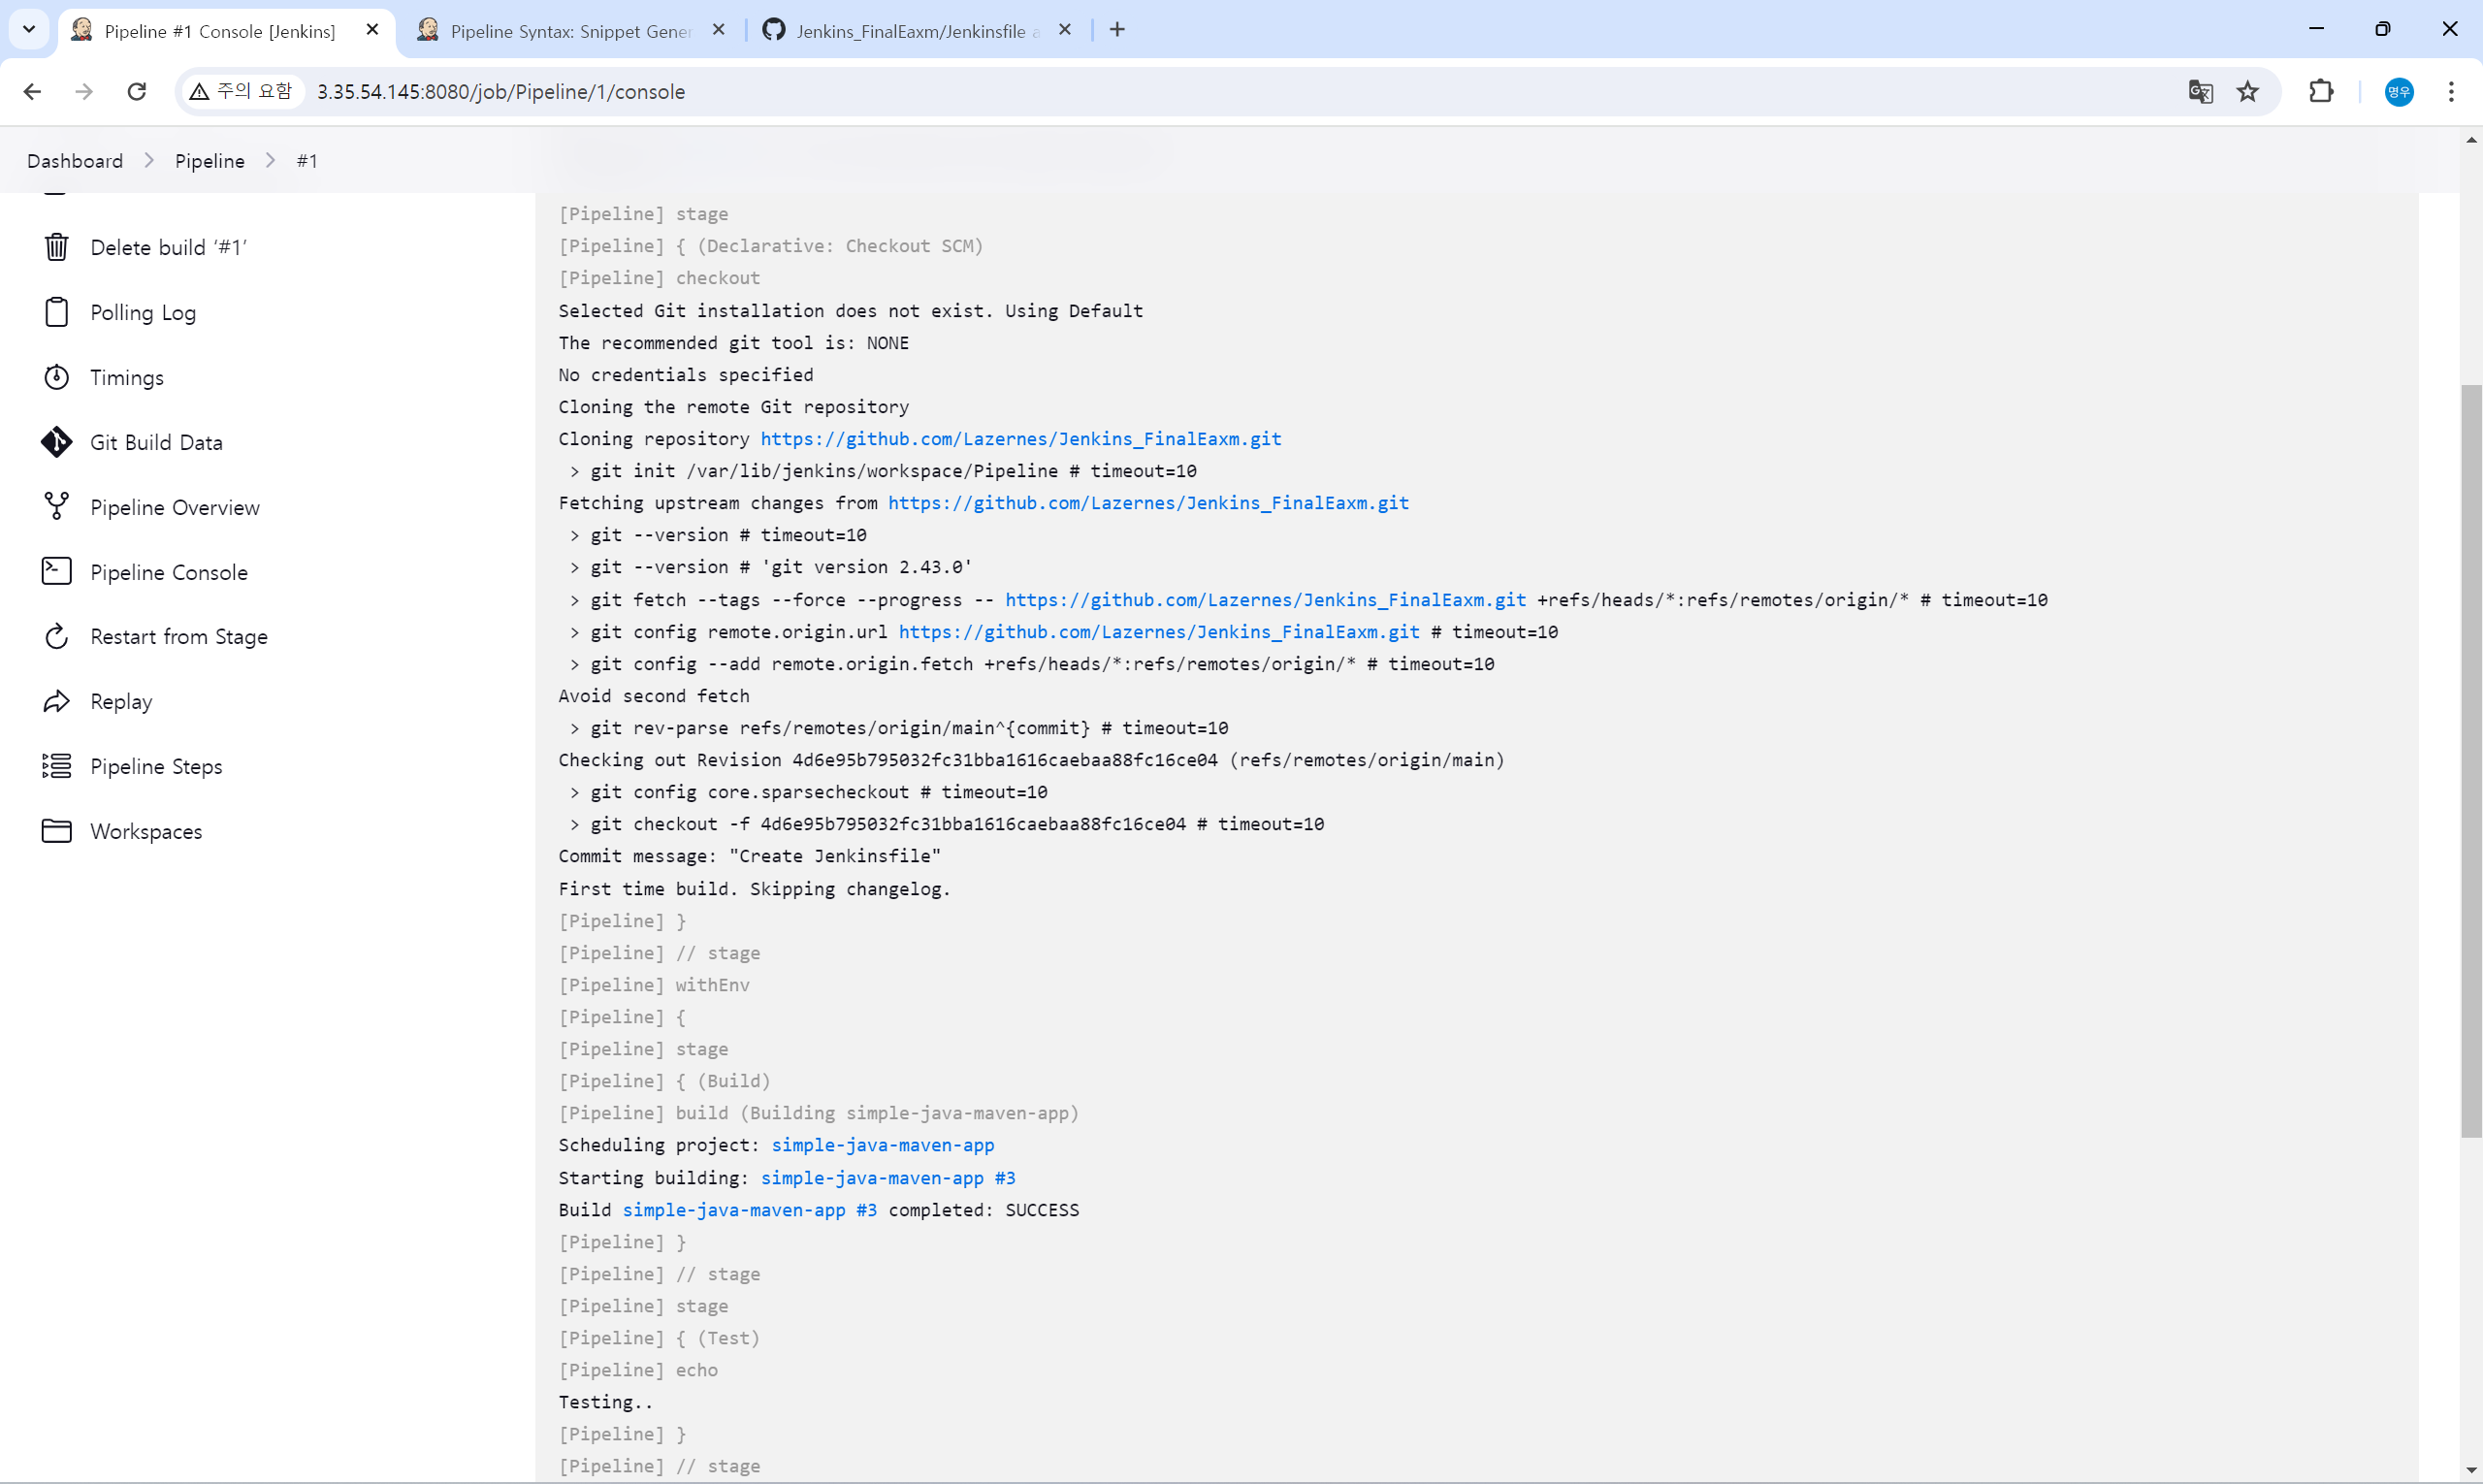 Pipeline #1 Console [Jenkins]
Pipeline Syntax: Snippet Gener
Jenkins_FinalEaxm/Jenkinsfile a
주의 요함
3.35.54.145:8080/job/Pipeline/1/console
명우
Dashboard
Pipeline
#1
Delete build ‘#1’
Polling Log
Timings
Git Build Data
Pipeline Overview
Pipeline Console
Restart from Stage
Replay
Pipeline Steps
Workspaces
[Pipeline] stage
[Pipeline] { (Declarative: Checkout SCM)
[Pipeline] checkout
Selected Git installation does not exist. Using Default
The recommended git tool is: NONE
No credentials specified
Cloning the remote Git repository
Cloning repository https://github.com/Lazernes/Jenkins_FinalEaxm.git
 > git init /var/lib/jenkins/workspace/Pipeline # timeout=10
Fetching upstream changes from https://github.com/Lazernes/Jenkins_FinalEaxm.git
 > git --version # timeout=10
 > git --version # 'git version 2.43.0'
 > git fetch --tags --force --progress -- https://github.com/Lazernes/Jenkins_FinalEaxm.git +refs/heads/*:refs/remotes/origin/* # timeout=10
 > git config remote.origin.url https://github.com/Lazernes/Jenkins_FinalEaxm.git # timeout=10
 > git config --add remote.origin.fetch +refs/heads/*:refs/remotes/origin/* # timeout=10
Avoid second fetch
 > git rev-parse refs/remotes/origin/main^{commit} # timeout=10
Checking out Revision 4d6e95b795032fc31bba1616caebaa88fc16ce04 (refs/remotes/origin/main)
 > git config core.sparsecheckout # timeout=10
 > git checkout -f 4d6e95b795032fc31bba1616caebaa88fc16ce04 # timeout=10
Commit message: "Create Jenkinsfile"
First time build. Skipping changelog.
[Pipeline] }
[Pipeline] // stage
[Pipeline] withEnv
[Pipeline] {
[Pipeline] stage
[Pipeline] { (Build)
[Pipeline] build (Building simple-java-maven-app)
Scheduling project: simple-java-maven-app
Starting building: simple-java-maven-app #3
Build simple-java-maven-app #3 completed: SUCCESS
[Pipeline] }
[Pipeline] // stage
[Pipeline] stage
[Pipeline] { (Test)
[Pipeline] echo
Testing..
[Pipeline] }
[Pipeline] // stage